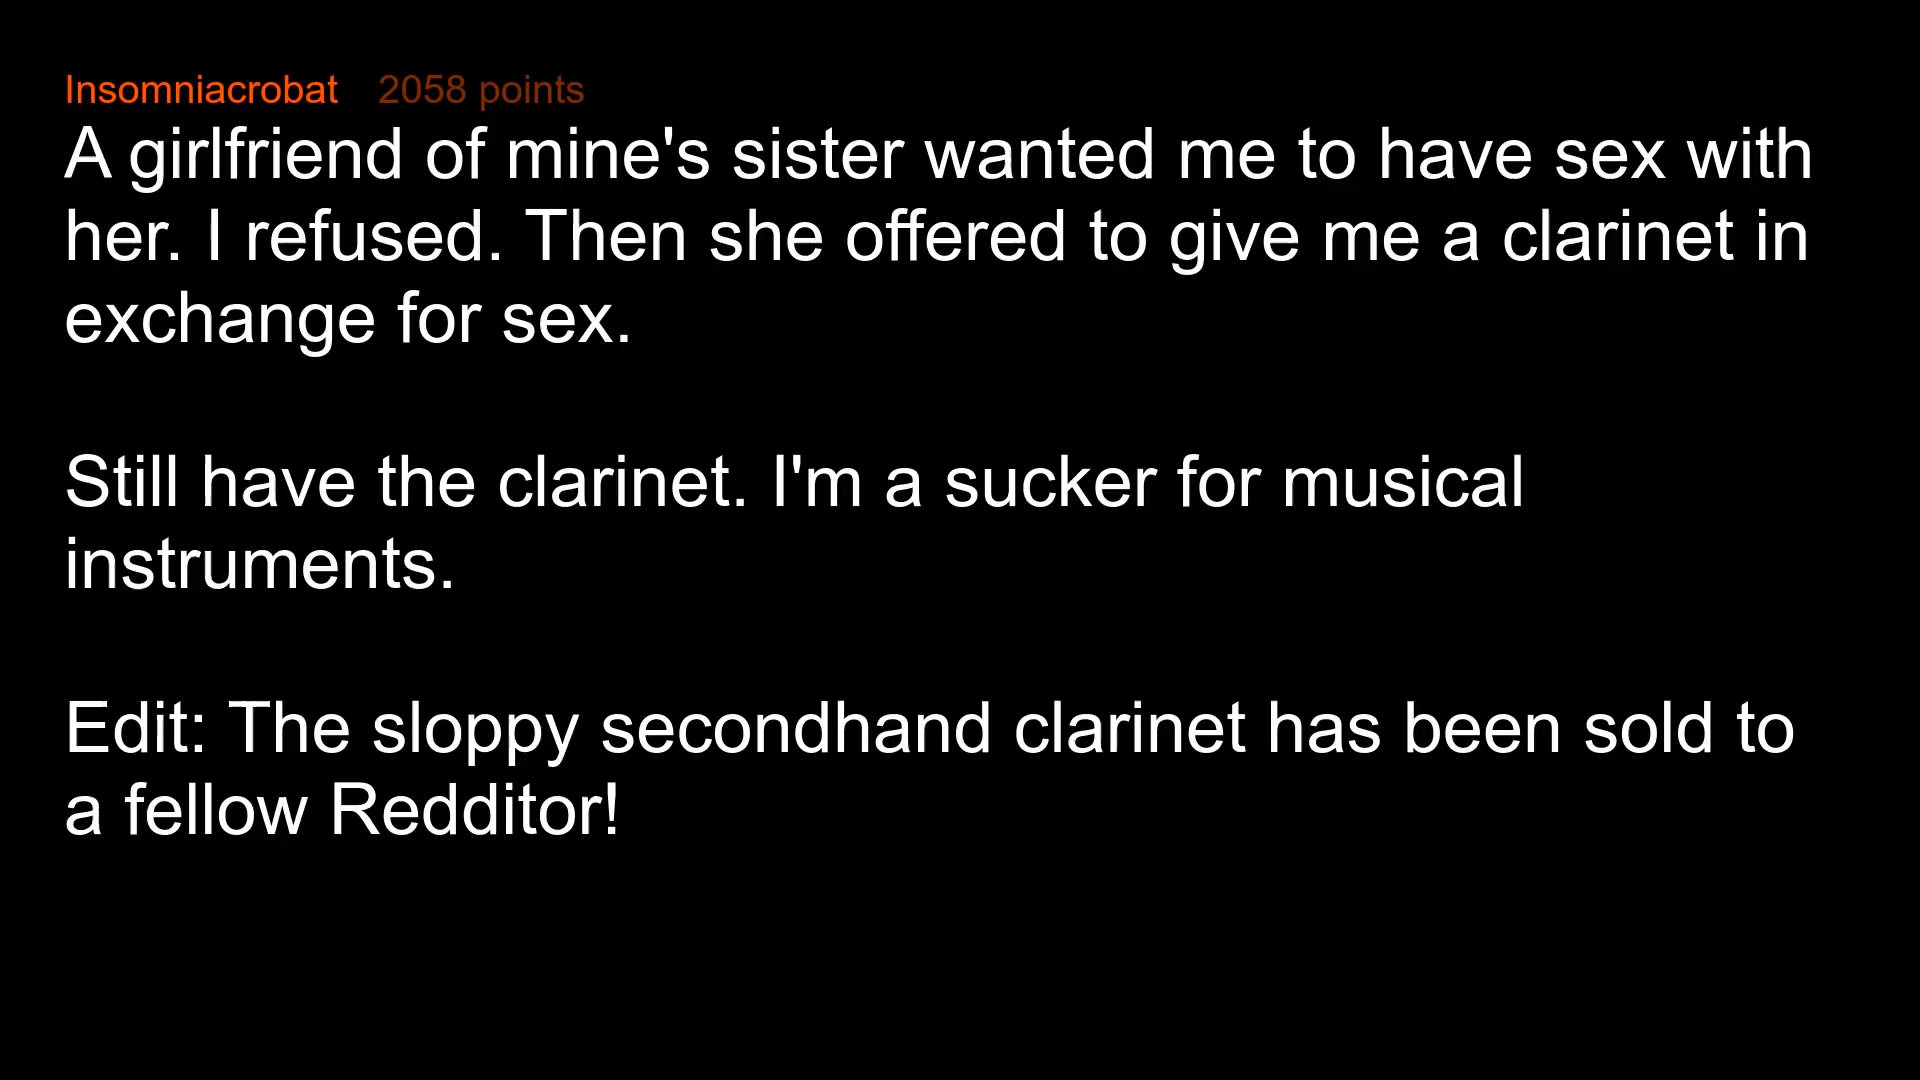 Insomniacrobat 2058 points
A girlfriend of mine's sister wanted me to have sex with
her. I refused. Then she offered to give me a clarinet in
exchange for sex.
Still have the clarinet. I'm a sucker for musical
instruments.
Edit: The sloppy secondhand clarinet has been sold to
a fellow Redditor!